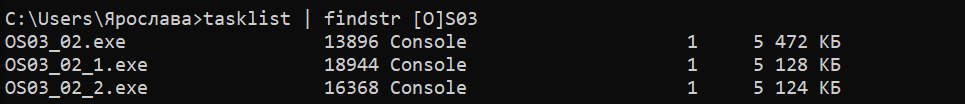 C:\Users\Ярослава>tasklist | findstr [O]S03
OS03_02.exe 13896 Console 1 5 472 КБ
OS03_02_1.exe 18944 Console 1 5 128 КБ
OS03_02_2.exe 16368 Console 1 5 124 КБ